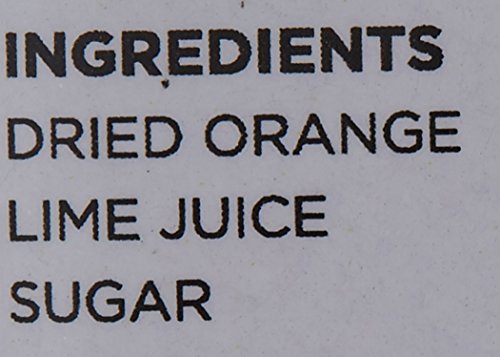 INGREDIENTS
DRIED ORANGE
LIME JUICE
SUGAR